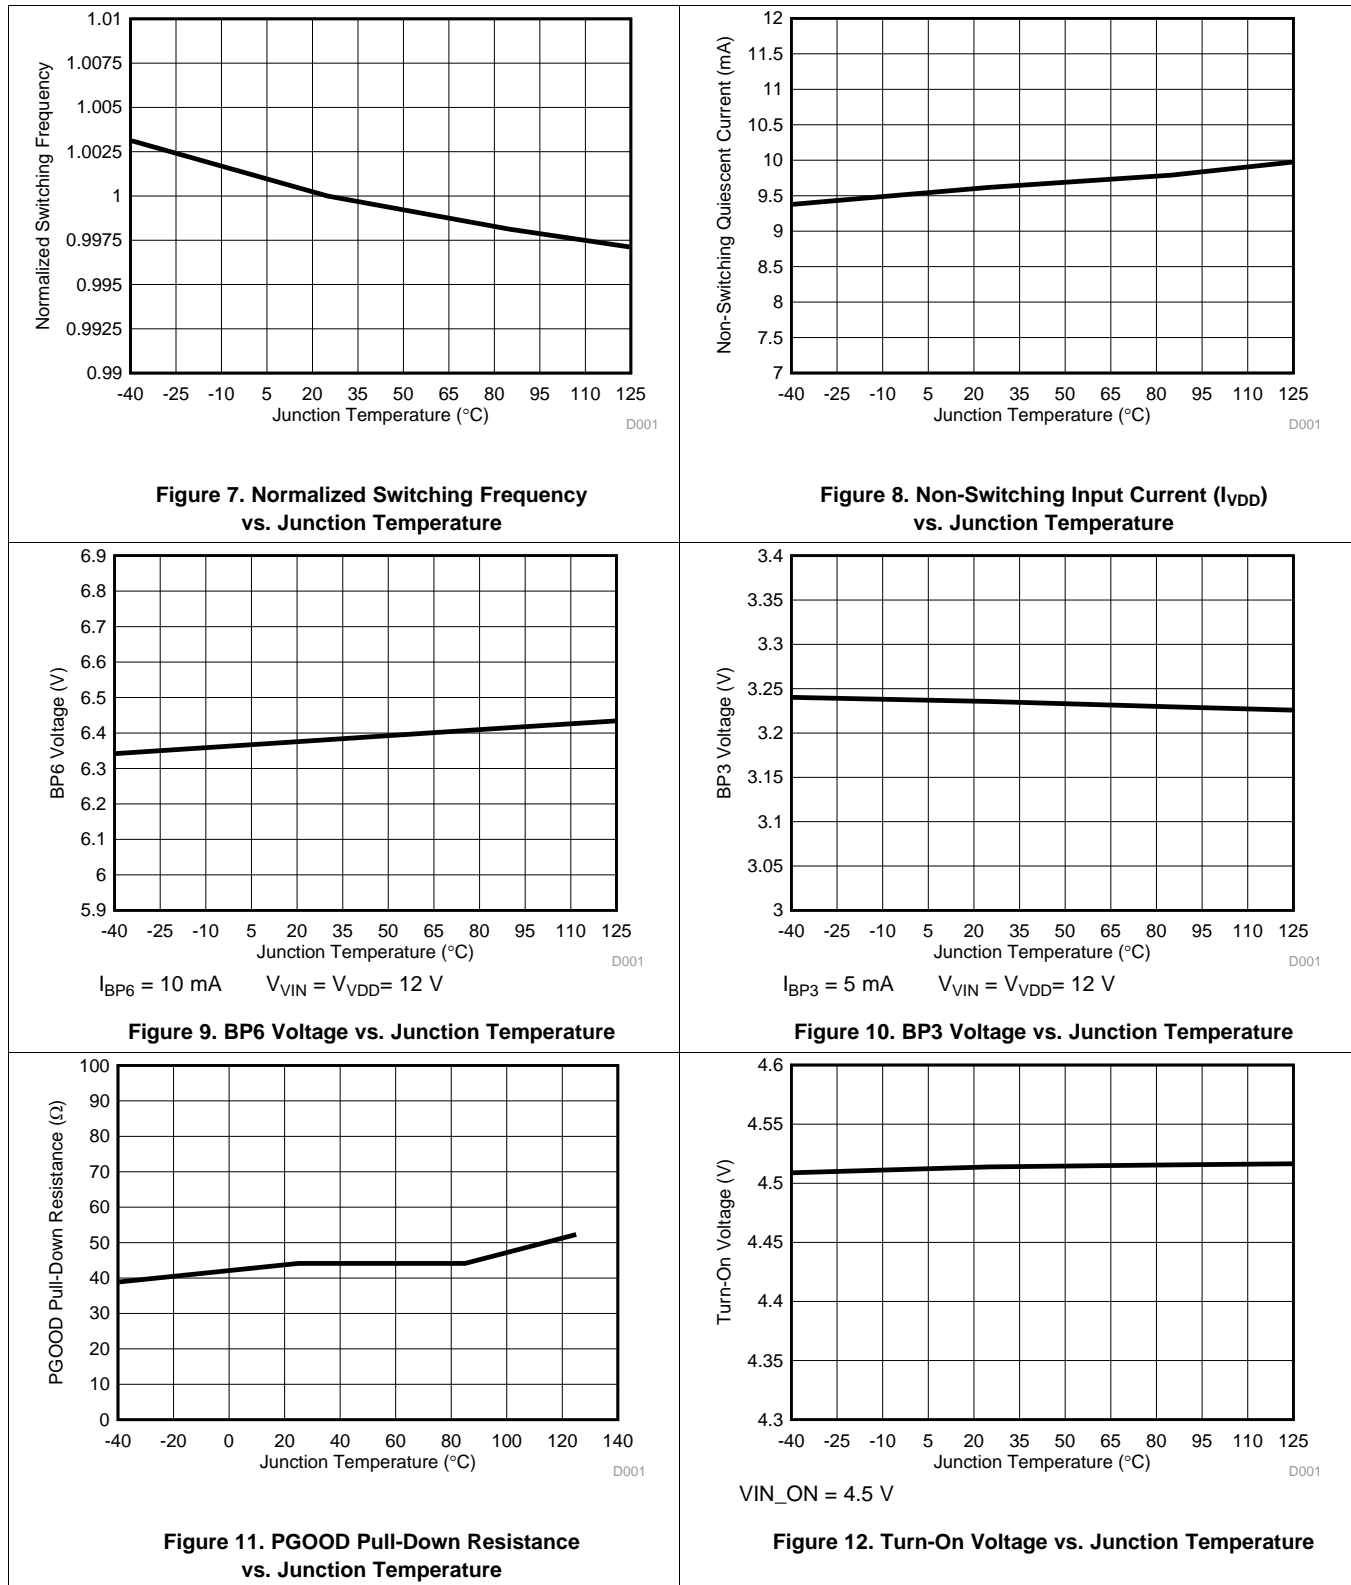 1.01
1.0075
1.005
1.0025
1
0.9975
0.995
0.9925
0.99
Normalized Switching Frequency
-40 -25 -10 5 20 35 50 65 80 95 110 125
Junction Temperature (°C)
D001
Figure 7. Normalized Switching Frequency
vs. Junction Temperature
12
11.5
11
10.5
10
9.5
9
8.5
8
7.5
7
Non-Switching Quiescent Current (mA)
-40 -25 -10 5 20 35 50 65 80 95 110 125
Junction Temperature (°C)
D001
Figure 8. Non-Switching Input Current (IVDD)
vs. Junction Temperature
6.9
6.8
6.7
6.6
6.5
6.4
6.3
6.2
6.1
6
5.9
BP6 Voltage (V)
-40 -25 -10 5 20 35 50 65 80 95 110 125
Junction Temperature (°C)
D001
IBP6 = 10 mA VVIN = VVDD= 12 V
Figure 9. BP6 Voltage vs. Junction Temperature
3.4
3.35
3.3
3.25
3.2
3.15
3.1
3.05
3
BP3 Voltage (V)
-40 -25 -10 5 20 35 50 65 80 95 110 125
Junction Temperature (°C)
D001
IBP3 = 5 mA VVIN = VVDD= 12 V
Figure 10. BP3 Voltage vs. Junction Temperature
100
90
80
70
60
50
40
30
20
10
0
PGOOD Pull-Down Resistance (Ω)
-40 -20 0 20 40 60 80 100 120 140
Junction Temperature (°C)
D001
Figure 11. PGOOD Pull-Down Resistance
vs. Junction Temperature
4.6
4.55
4.5
4.45
4.4
4.35
4.3
Turn-On Voltage (V)
-40 -25 -10 5 20 35 50 65 80 95 110 125
Junction Temperature (°C)
D001
VIN_ON = 4.5 V
Figure 12. Turn-On Voltage vs. Junction Temperature